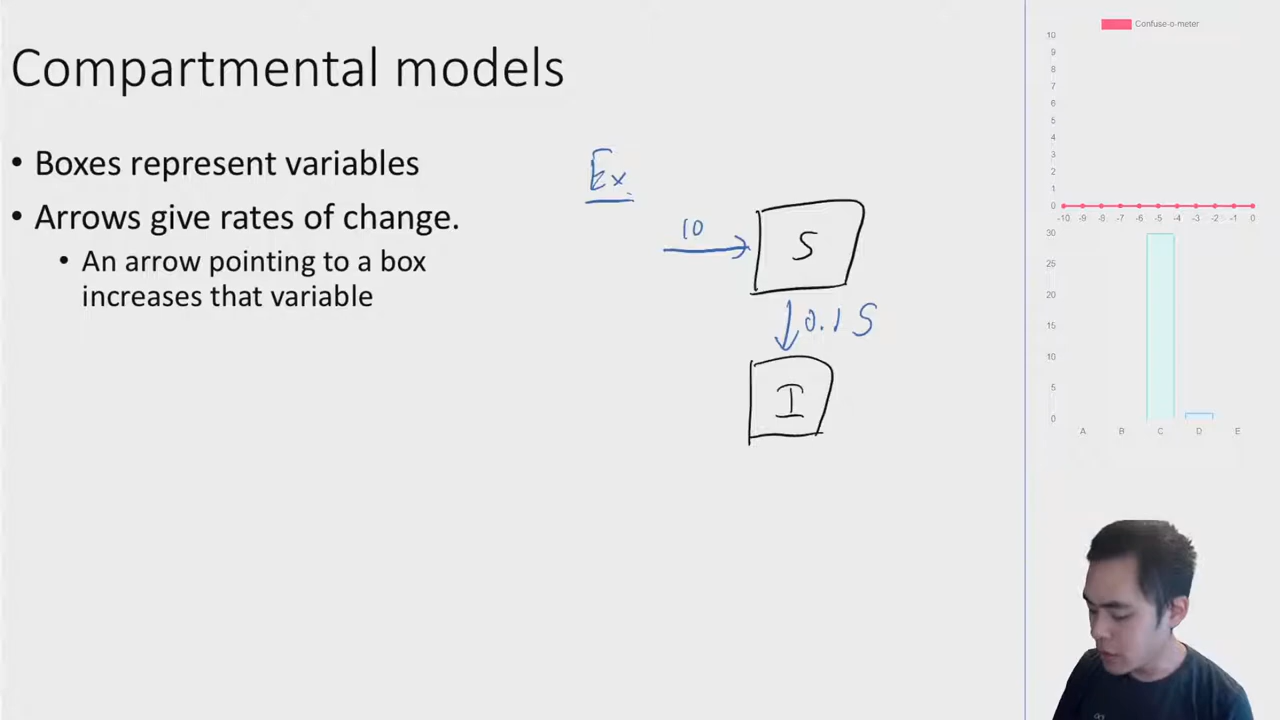 Compartmental models
• Boxes represent variables
• Arrows give rates of change.
• An arrow pointing to a box
increases that variable
Ex.
10
S
0.1 S
I
Confuse-o-meter
10
9
8
7
6
5
4
3
2
1
0
-10 -9 -8 -7 -6 -5 -4 -3 -2 -1 0
30
25
20
15
10
5
0
A B C D E